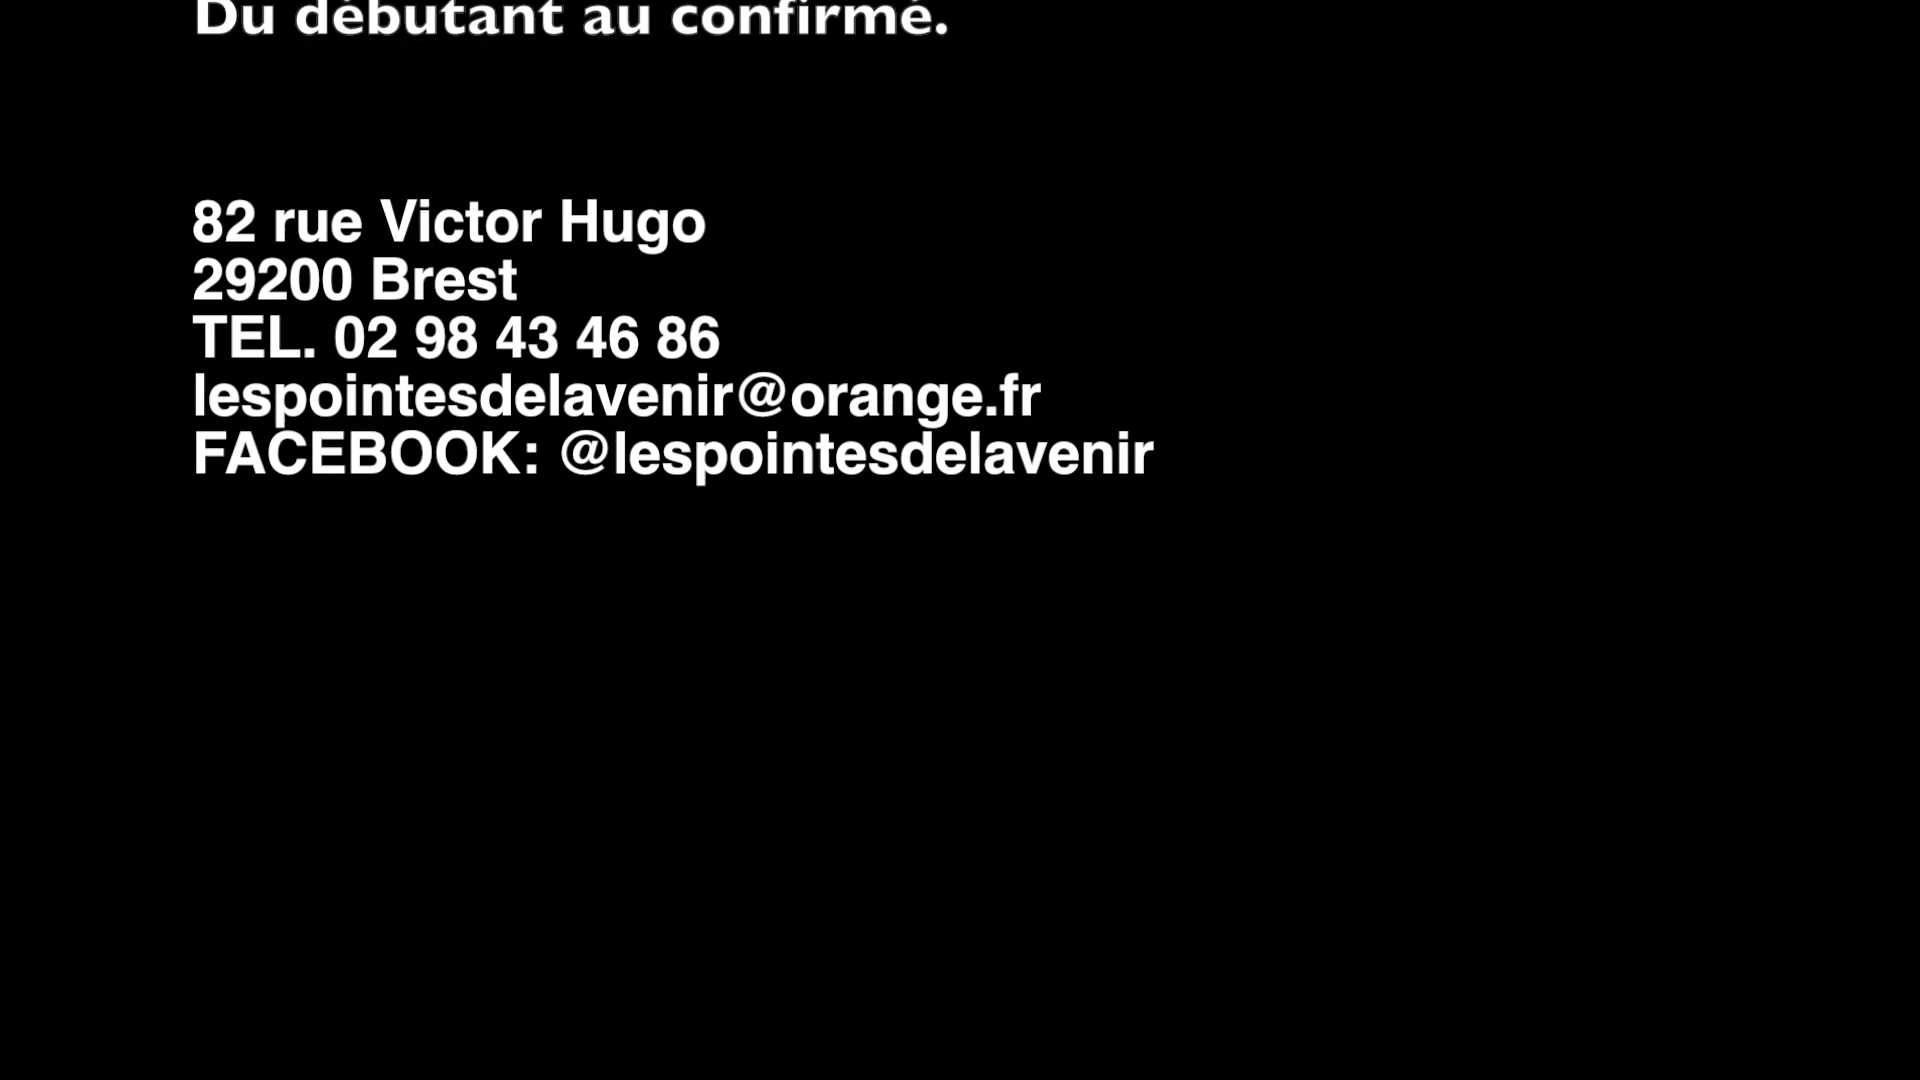 Du débutant au confirmé.
82 rue Victor Hugo
29200 Brest
TEL. 02 98 43 46 86
lespointesdelavenir@orange.fr
FACEBOOK: @lespointesdelavenir